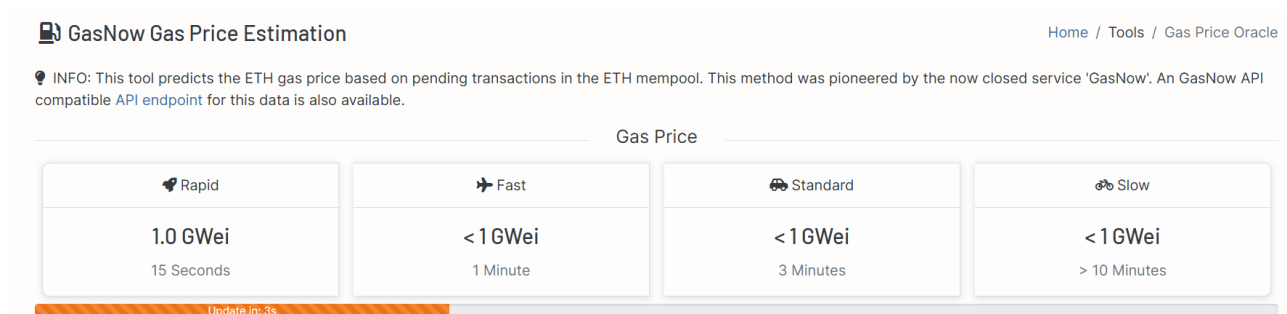 GasNow Gas Price Estimation
Home / Tools / Gas Price Oracle
INFO: This tool predicts the ETH gas price based on pending transactions in the ETH mempool. This method was pioneered by the now closed service 'GasNow'. An GasNow API
compatible API endpoint for this data is also available.
Gas Price
Rapid
1.0 GWei
15 Seconds
Fast
< 1 GWei
1 Minute
Standard
< 1 GWei
3 Minutes
Slow
< 1 GWei
> 10 Minutes
Update in: 3s